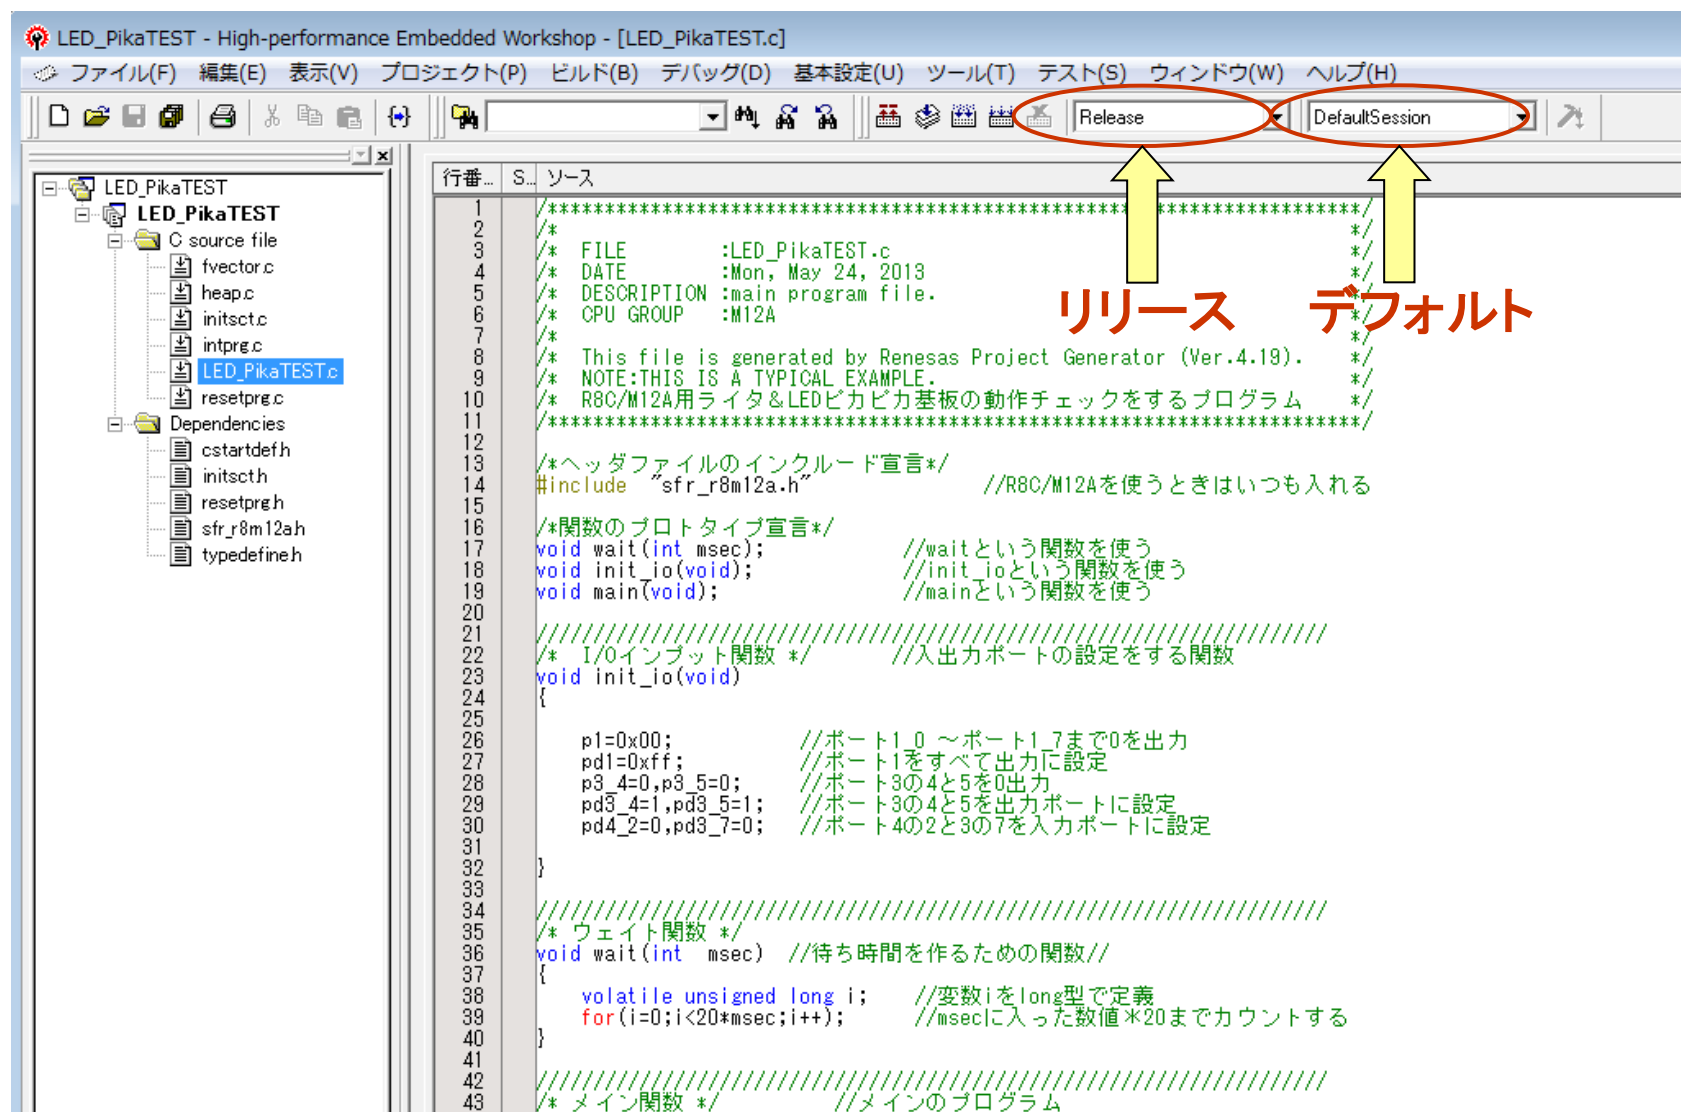 LED_PikaTEST - High-performance Embedded Workshop - [LED_PikaTEST.c]
ファイル(F) 編集(E) 表示(V) プロジェクト(P) ビルド(B) デバッグ(D) 基本設定(U) ツール(T) テスト(S) ウィンドウ(W) ヘルプ(H)
Release DefaultSession
LED_PikaTEST
LED_PikaTEST
C source file
fvector.c
heap.c
initsct.c
intprg.c
LED_PikaTEST.c
resetprg.c
Dependencies
cstartdef.h
initsct.h
resetprg.h
sfr_r8m12a.h
typedefine.h
行番... S... ソース
リリース デフォルト
1 /***********************************************************************/
2 /* */
3 /* FILE :LED_PikaTEST.c */
4 /* DATE :Mon, May 24, 2013 */
5 /* DESCRIPTION :main program file. */
6 /* CPU GROUP :M12A */
7 /* */
8 /* This file is generated by Renesas Project Generator (Ver.4.19). */
9 /* NOTE:THIS IS A TYPICAL EXAMPLE. */
10 /* R8C/M12A用ライタ&LEDピカピカ基板の動作チェックをするプログラム */
11 /***********************************************************************/
12
13 /*ヘッダファイルのインクルード宣言*/
14 #include "sfr_r8m12a.h" //R8C/M12Aを使うときはいつも入れる
15
16 /*関数のプロトタイプ宣言*/
17 void wait(int msec); //waitという関数を使う
18 void init_io(void); //init_ioという関数を使う
19 void main(void); //mainという関数を使う
20
21 //////////////////////////////////////////////////////////////////////
22 /* I/Oインプット関数 */ //入出力ポートの設定をする関数
23 void init_io(void)
24 {
25
26 p1=0x00; //ポート1_0 ～ポート1_7まで0を出力
27 pd1=0xff; //ポート1をすべて出力に設定
28 p3_4=0,p3_5=0; //ポート3の4と5を0出力
29 pd3_4=1,pd3_5=1; //ポート3の4と5を出力ポートに設定
30 pd4_2=0,pd3_7=0; //ポート4の2と3の7を入力ポートに設定
31
32 }
33
34 //////////////////////////////////////////////////////////////////////
35 /* ウェイト関数 */
36 void wait(int msec) //待ち時間を作るための関数//
37 {
38 volatile unsigned long i; //変数iをlong型で定義
39 for(i=0;i<20*msec;i++); //msecに入った数値＊20までカウントする
40 }
41
42 //////////////////////////////////////////////////////////////////////
43 /* メイン関数 */ //メインのプログラム